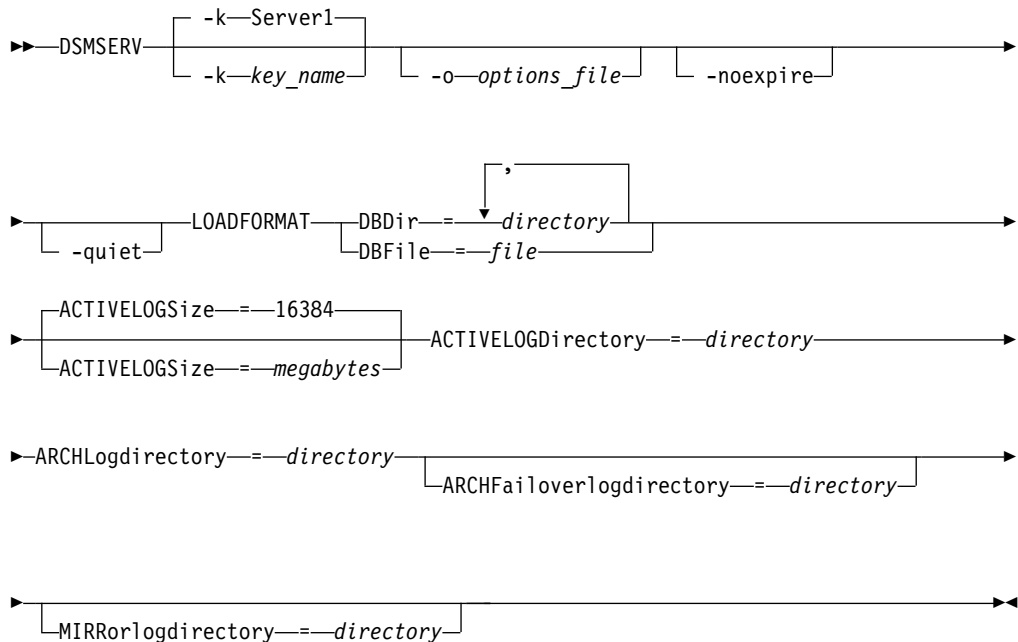 -k Server1
DSMSERV
-k key_name -o options_file -noexpire
,
LOADFORMAT DBDir = directory
-quiet DBFile = file
ACTIVELOGSize = 16384
ACTIVELOGDirectory = directory
ACTIVELOGSize = megabytes
ARCHLogdirectory = directory
ARCHFailoverlogdirectory = directory
MIRRorlogdirectory = directory